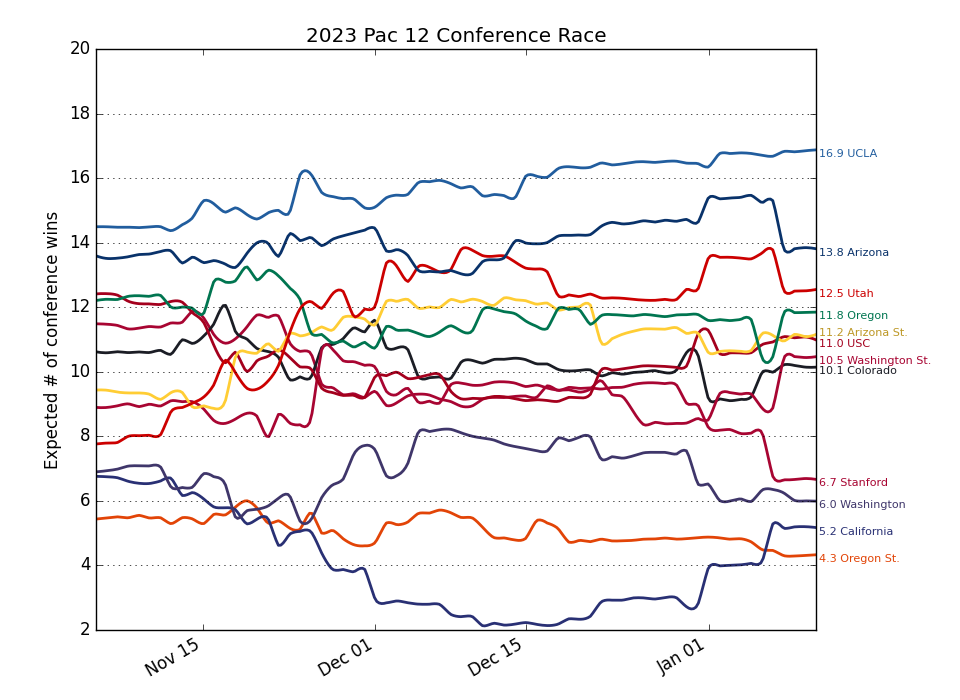 2023 Pac 12 Conference Race
Expected # of conference wins
20
18
16
14
12
10
8
6
4
2
Nov 15
Dec 01
Dec 15
Jan 01
16.9 UCLA
13.8 Arizona
12.5 Utah
11.8 Oregon
11.2 Arizona St.
11.0 USC
10.5 Washington St.
10.1 Colorado
6.7 Stanford
6.0 Washington
5.2 California
4.3 Oregon St.